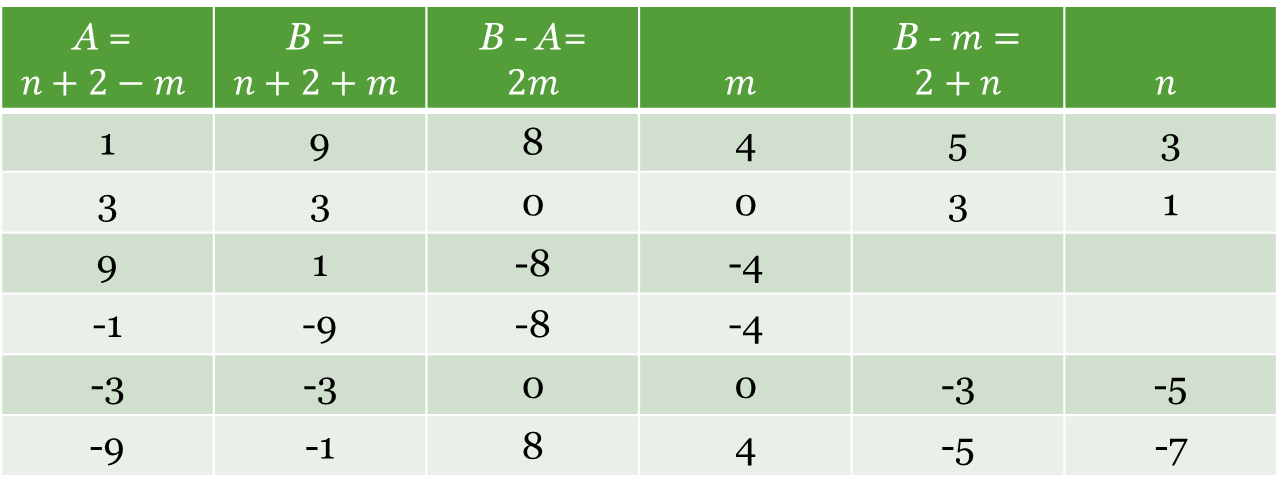 A = B = B - A=
n + 2 − m n + 2 + m 2m m B - m = 2 + n n
1 9 8 4 5 3
3 3 0 0 3 1
9 1 -8 -4
-1 -9 -8 -4
-3 -3 0 0 -3 -5
-9 -1 8 4 -5 -7